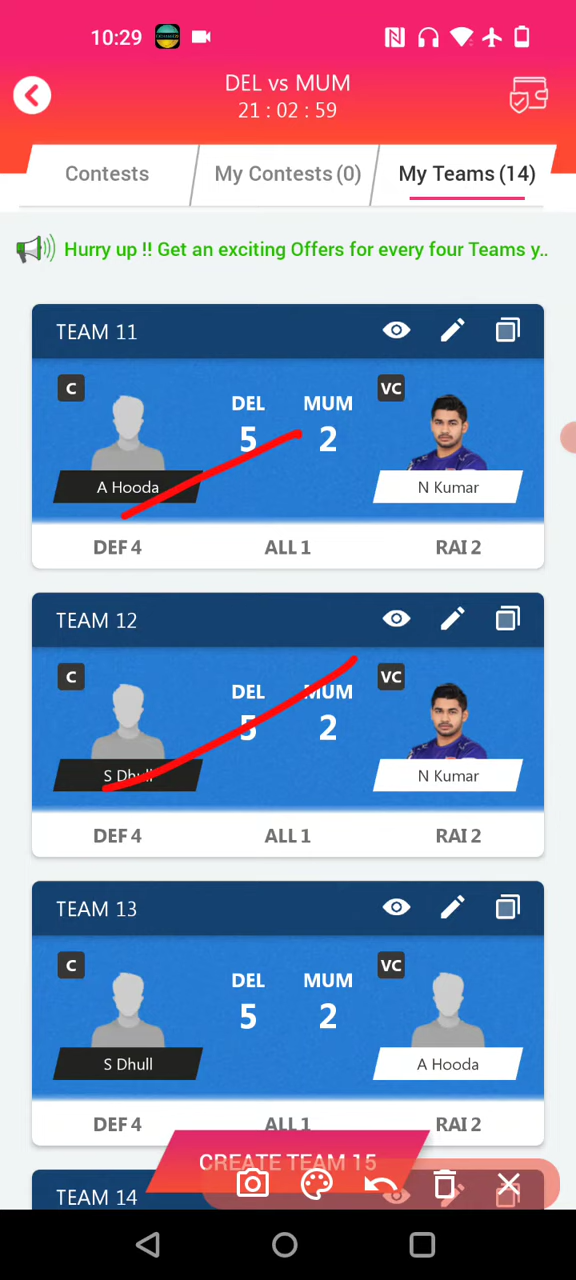 10:29
DEL vs MUM
21 : 02 : 59
Contests My Contests (0) My Teams (14)
Hurry up !! Get an exciting Offers for every four Teams y..
TEAM 11
C DEL MUM VC
5 2
A Hooda N Kumar
DEF 4 ALL 1 RAI 2
TEAM 12
C DEL MUM VC
5 2
S Dhull N Kumar
DEF 4 ALL 1 RAI 2
TEAM 13
C DEL MUM VC
5 2
S Dhull A Hooda
DEF 4 ALL 1 RAI 2
CREATE TEAM 15
TEAM 14